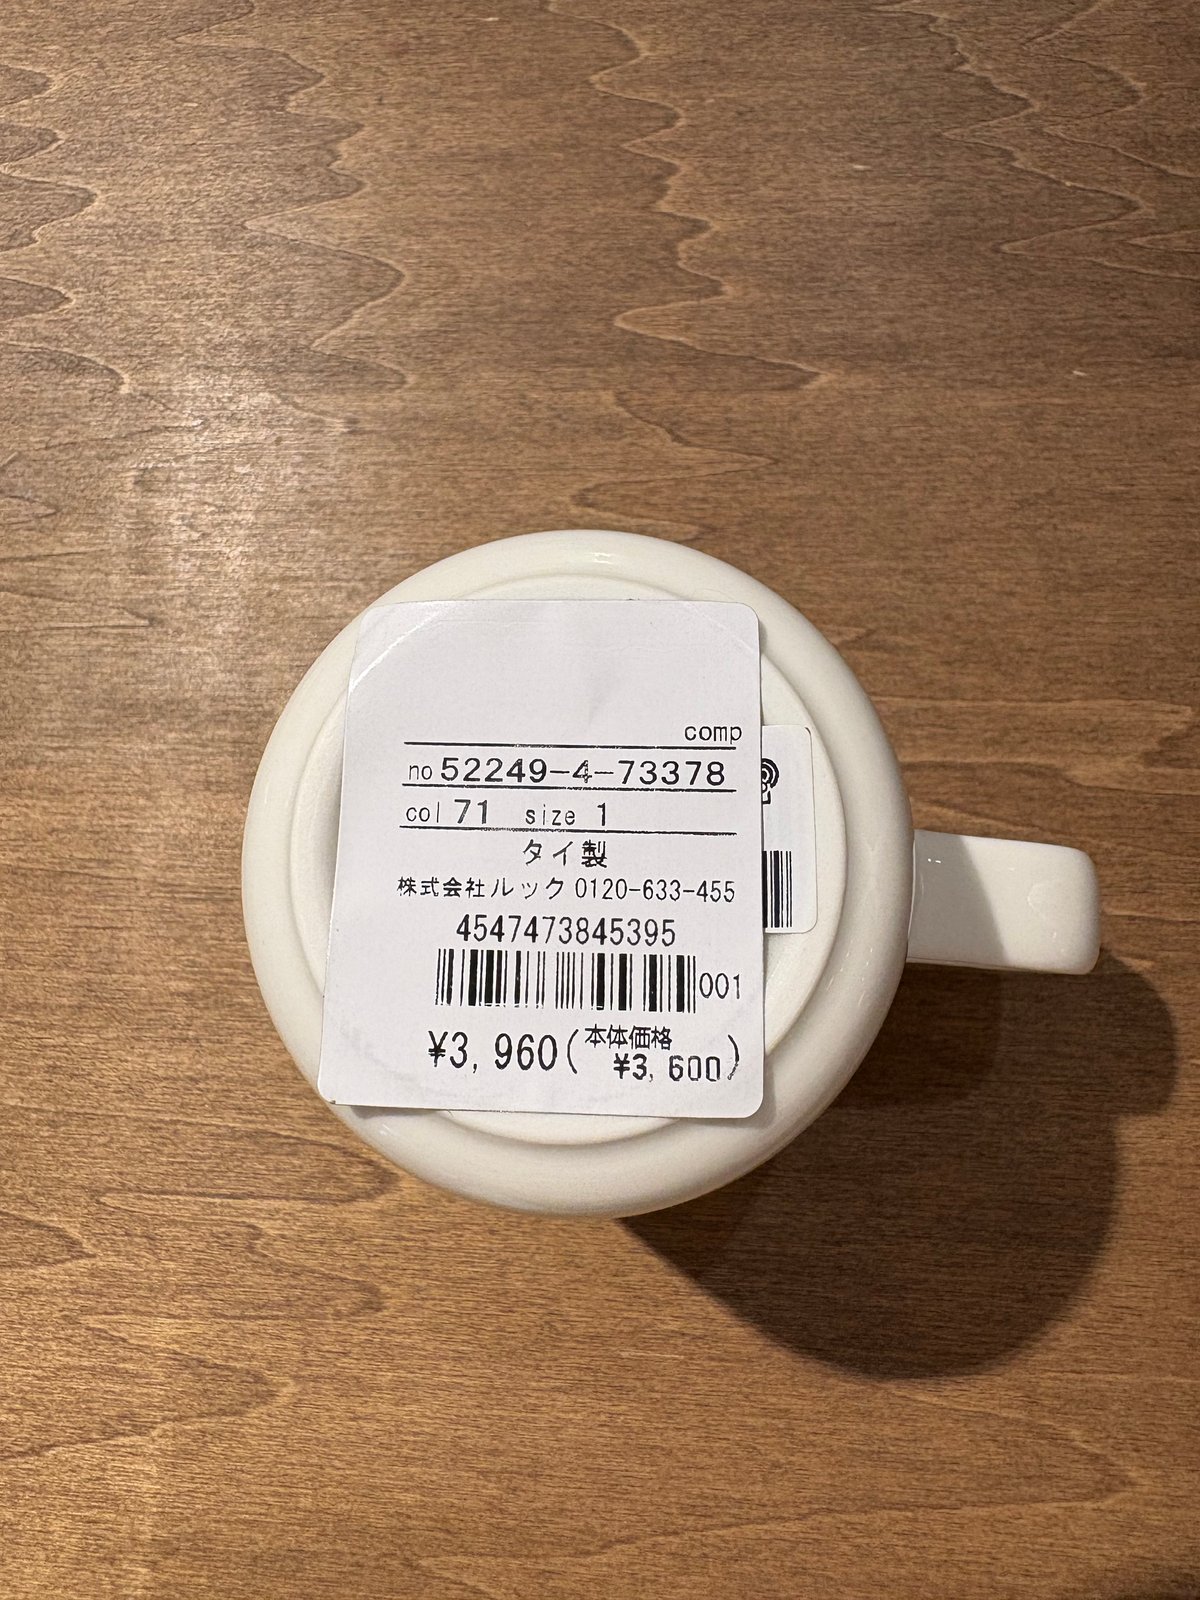 comp
no 52249-4-73378
col 71 size 1
タイ製
株式会社ルック 0120-633-455
4547473845395
001
¥3,960(本体価格 ¥3,600)